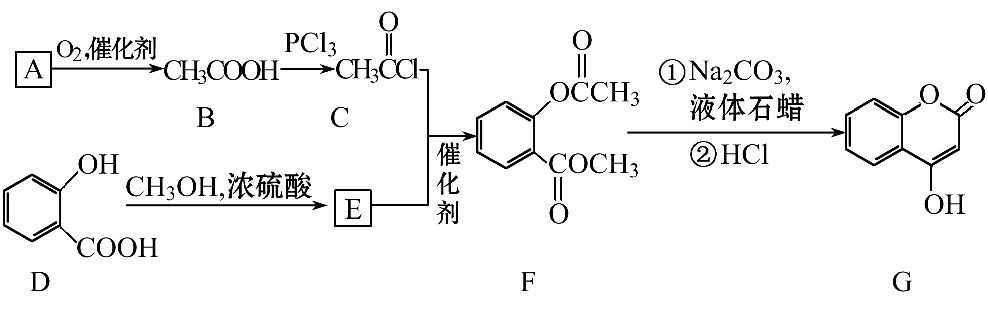 A
O₂,催化剂
CH₃COOH
B
PCl₃
O
CH₃CCl
C
OH
COOH
D
CH₃OH,浓硫酸
E
催化剂
O
OCCH₃
COCH₃
O
F
①Na₂CO₃,
液体石蜡
②HCl
O
O
OH
G